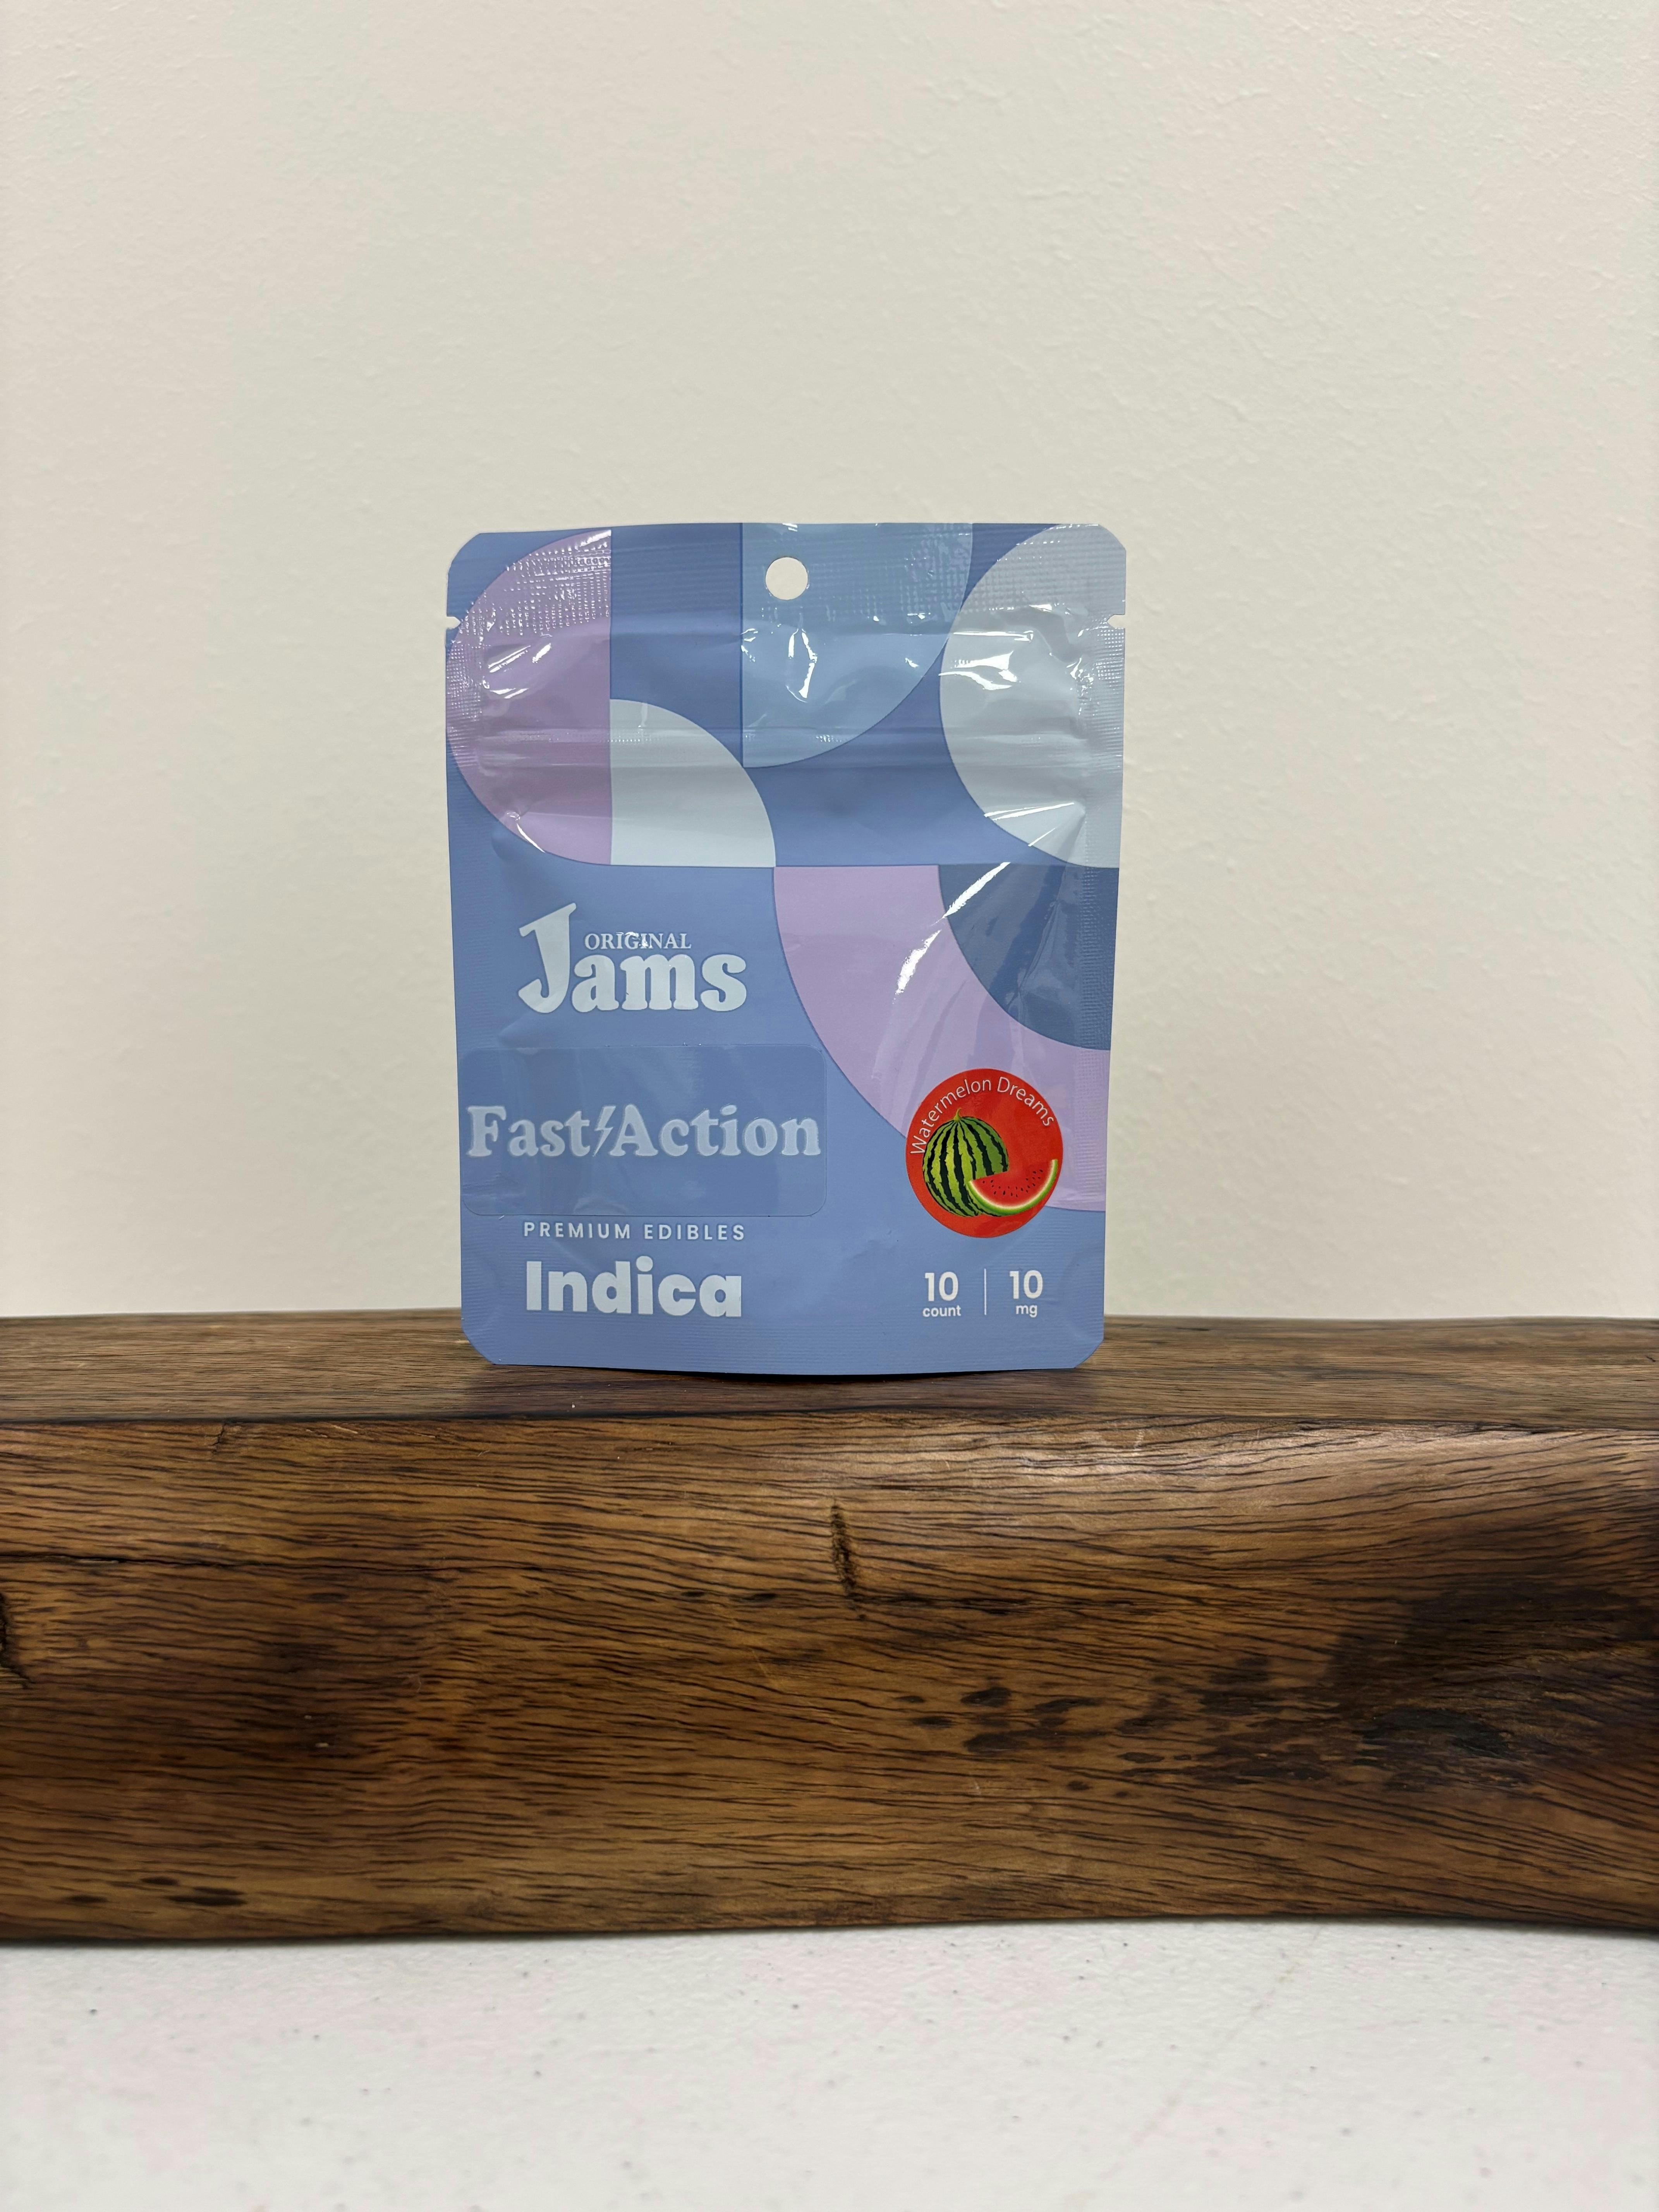 ORIGINAL
Jams
Fast Action
Watermelon Dreams
PREMIUM EDIBLES
Indica
10 count | 10 mg